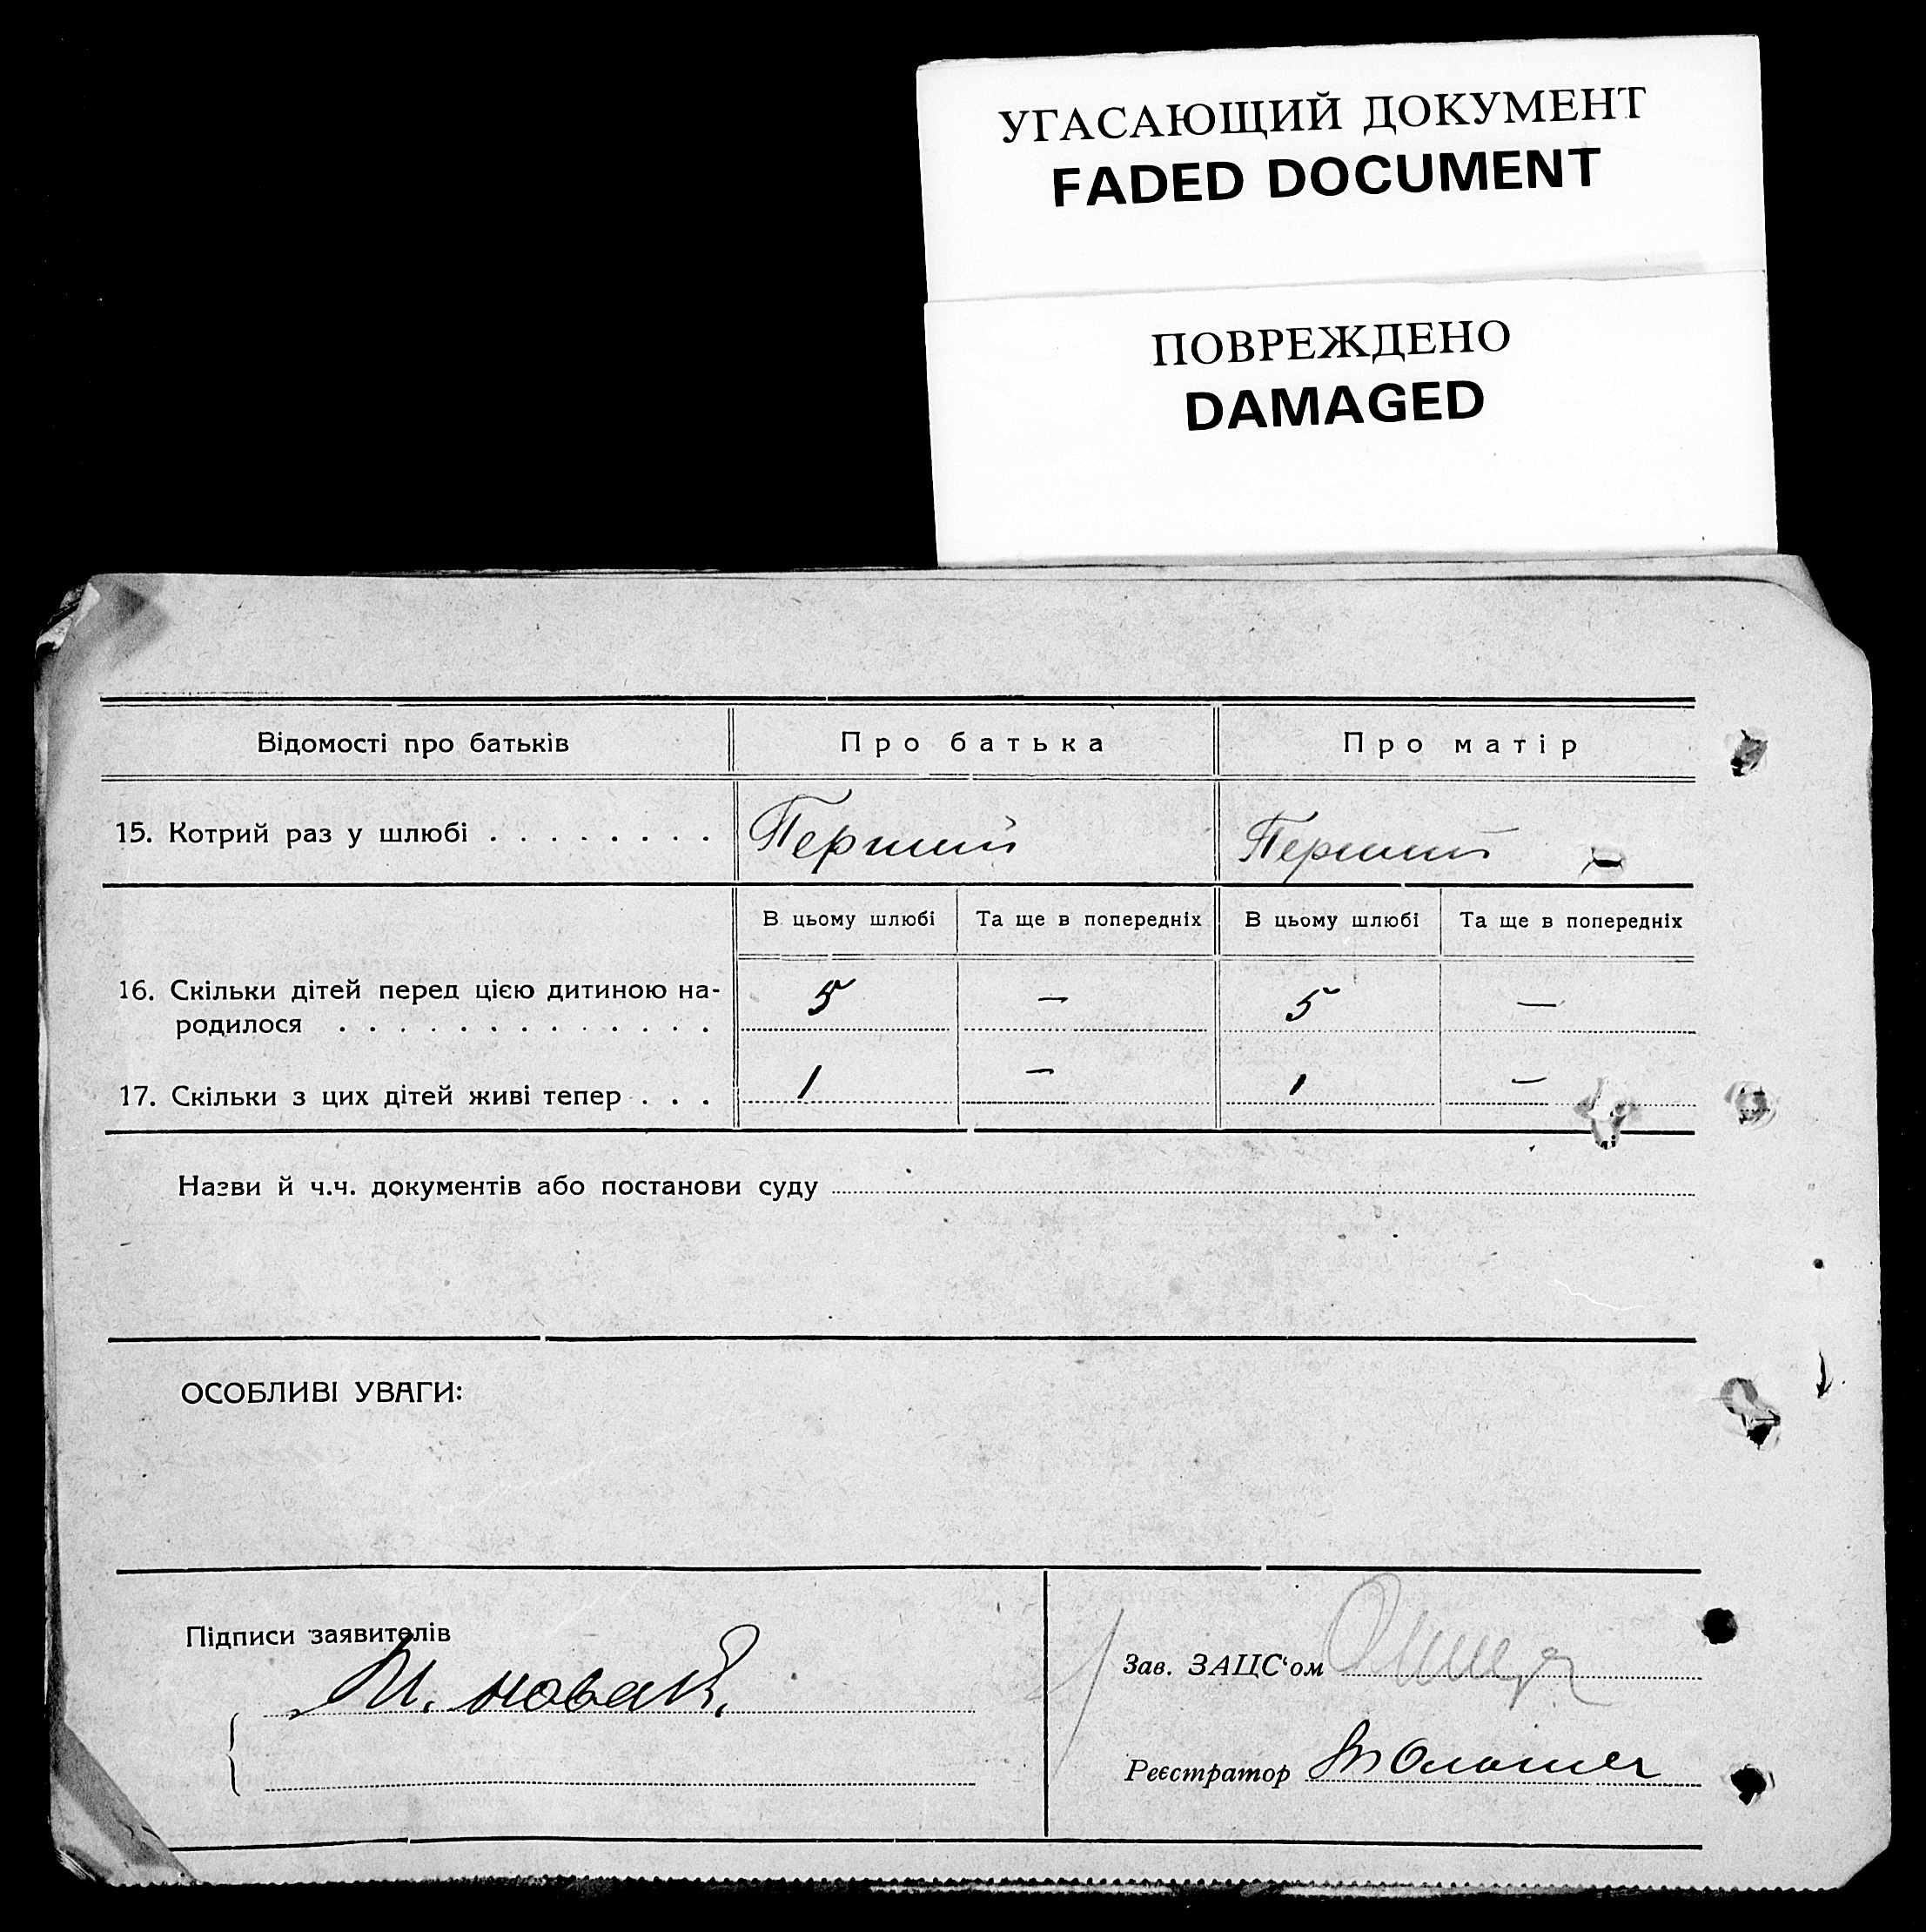 УГАСАЮЩИЙ ДОКУМЕНТ
FADED DOCUMENT
ПОВРЕЖДЕНО
DAMAGED
Відомості про батьків Про батька Про матір
15. Котрий раз у шлюбі . . . . . . . . Перший Перший
В цьому шлюбі Та ще в попередніх В цьому шлюбі Та ще в попередніх
16. Скільки дітей перед цією дитиною на- 5 — 5 —
родилося . . . . . . . . . . . . .
17. Скільки з цих дітей живі тепер . . . 1 — 1 —
Назви й ч.ч. документів або постанови суду
ОСОБЛИВІ УВАГИ:
Підписи заявителів
М. новак.
Зав. ЗАЦС‘ом
Реєстратор